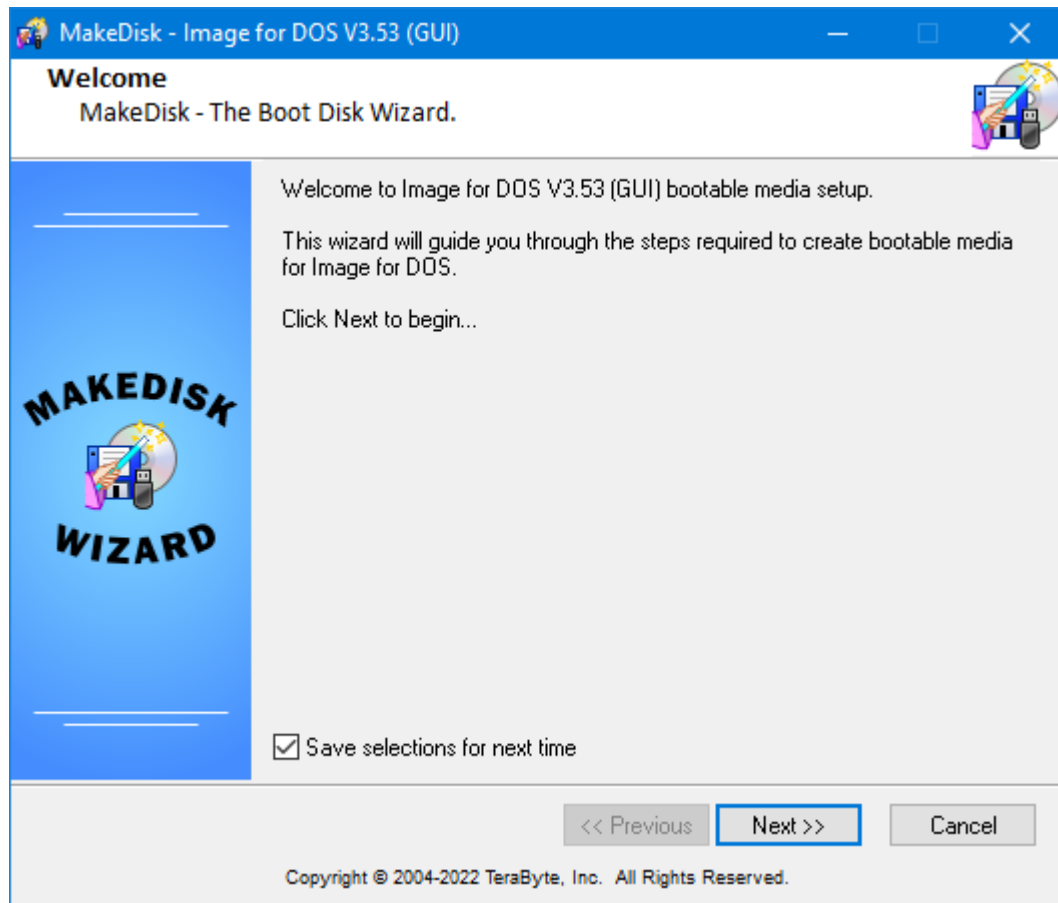 MakeDisk - Image for DOS V3.53 (GUI)
Welcome
MakeDisk - The Boot Disk Wizard.
Welcome to Image for DOS V3.53 (GUI) bootable media setup.
This wizard will guide you through the steps required to create bootable media
for Image for DOS.
Click Next to begin...
MAKEDISK
WIZARD
Save selections for next time
<< Previous
Next >>
Cancel
Copyright © 2004-2022 TeraByte, Inc. All Rights Reserved.